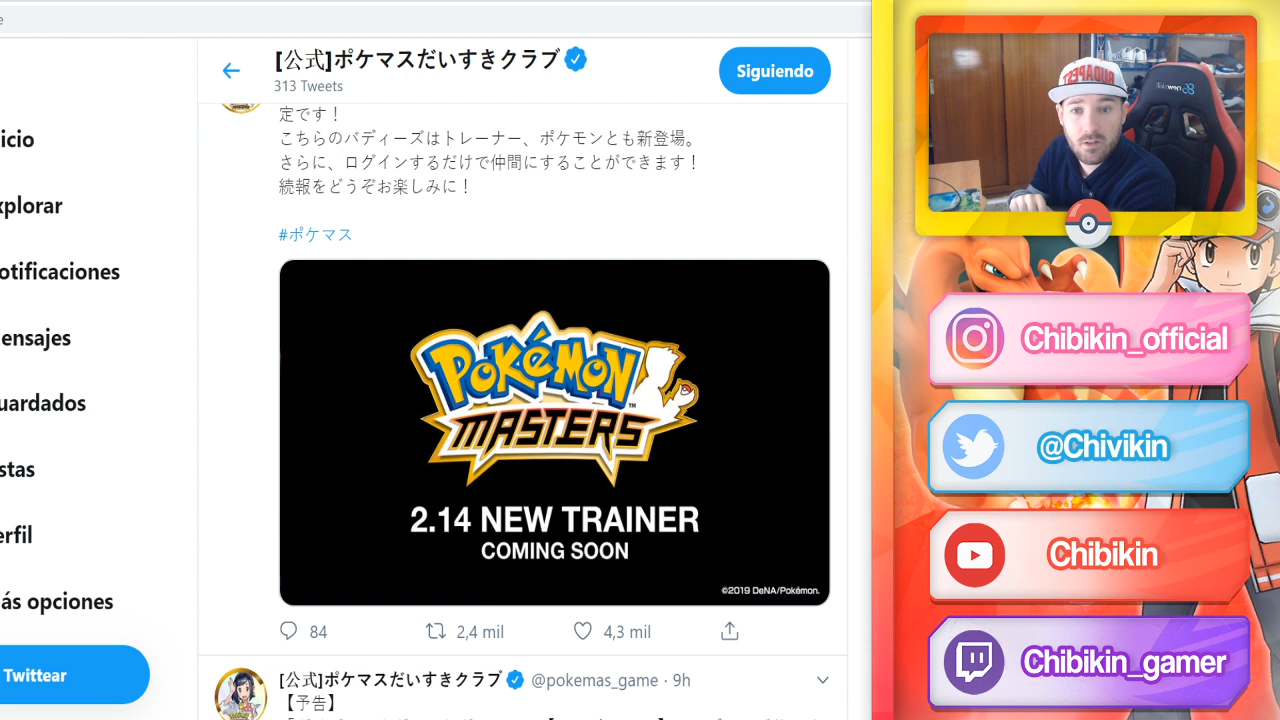 e
[公式]ポケマスだいすきクラブ
313 Tweets
Siguiendo
icio
xplorar
otificaciones
ensajes
uardados
stas
erfil
ás opciones
Twittear
定です！
こちらのバディーズはトレーナー、ポケモンとも新登場。
さらに、ログインするだけで仲間にすることができます！
続報をどうぞお楽しみに！
#ポケマス
POKéMON
TM
MASTERS
2.14 NEW TRAINER
COMING SOON
©2019 DeNA/Pokémon.
84
2,4 mil
4,3 mil
[公式]ポケマスだいすきクラブ @pokemas_game · 9h
【予告】
BUDAPEST
newskill
Chibikin_official
@Chivikin
Chibikin
Chibikin_gamer